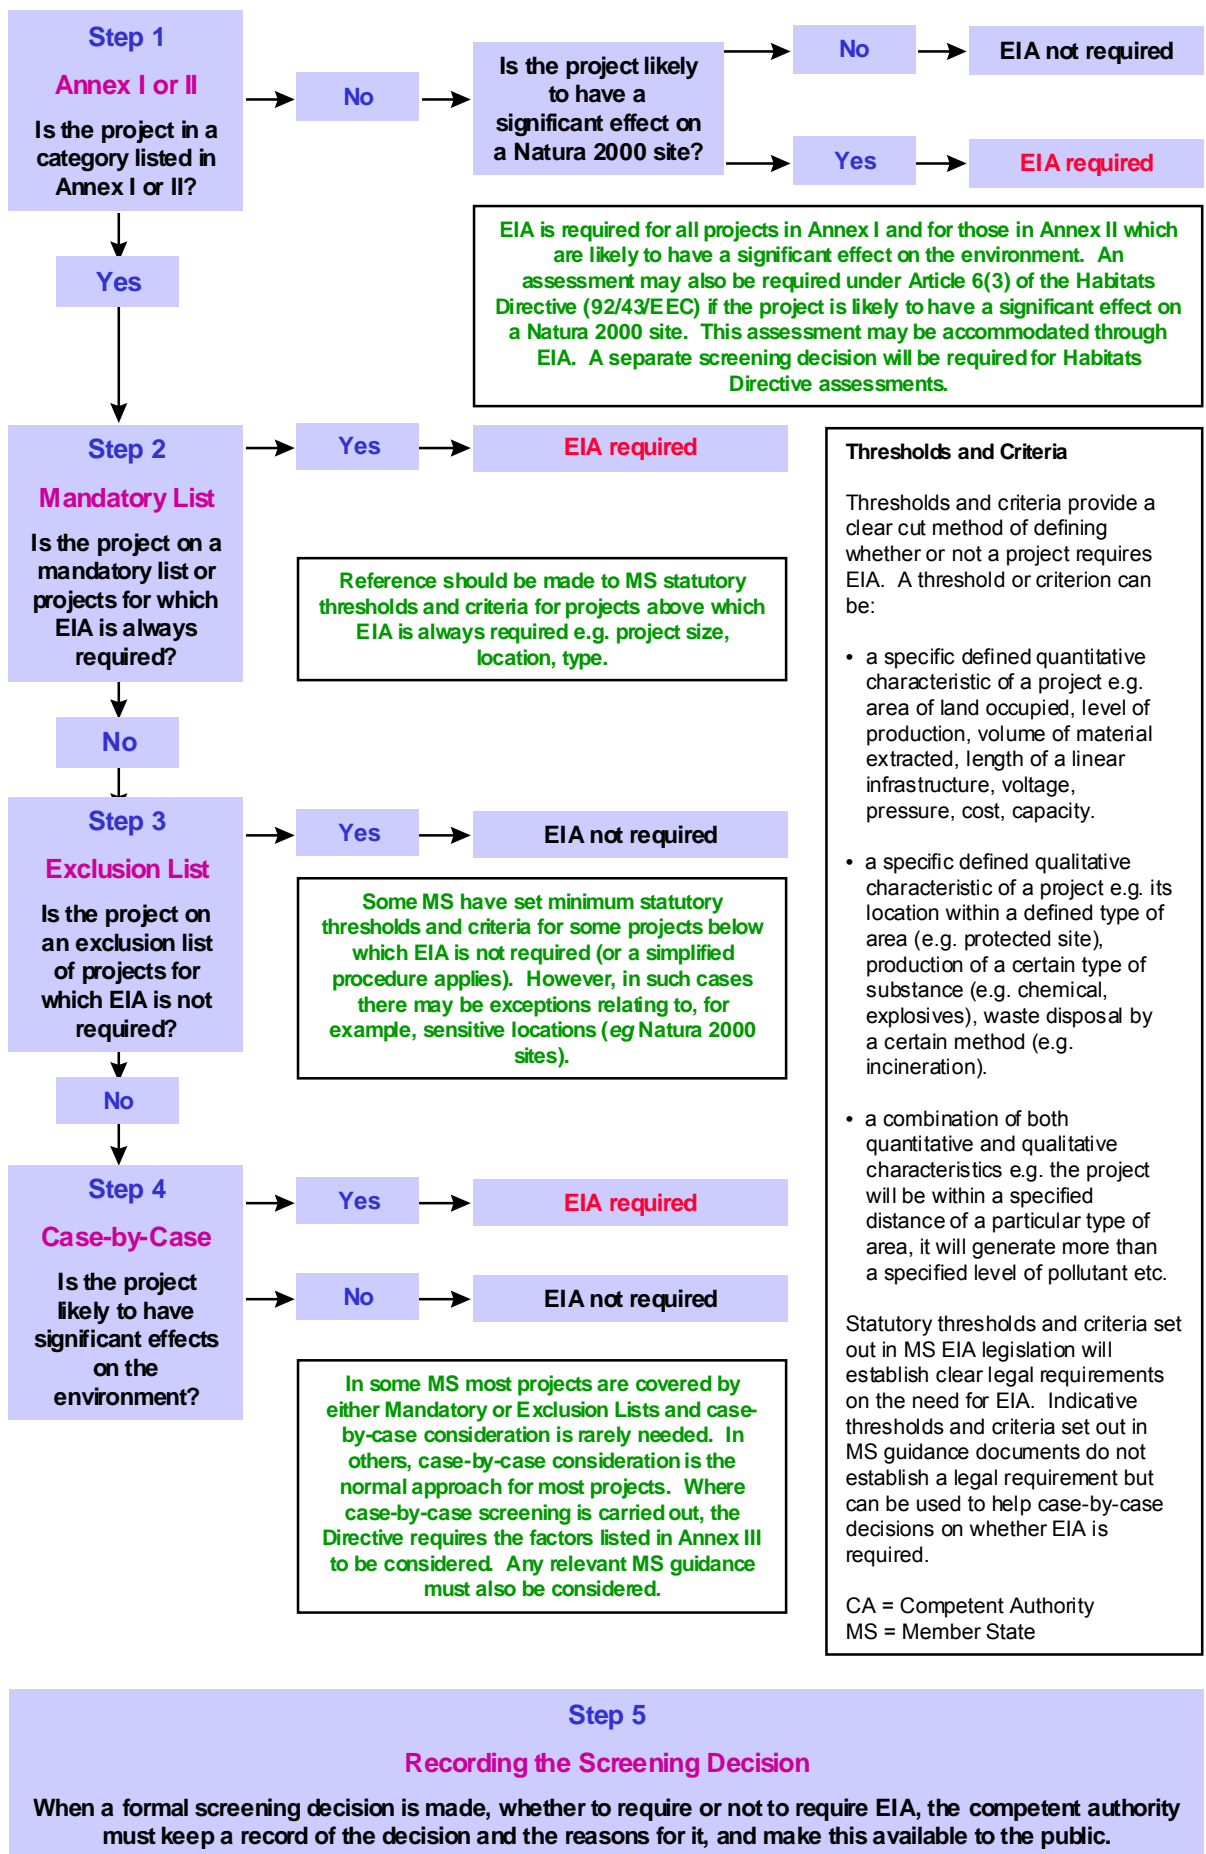 Step 1
Annex I or II
Is the project in a
category listed in
Annex I or II?
No
Is the project likely
to have a
significant effect on
a Natura 2000 site?
No
EIA not required
Yes
EIA required
EIA is required for all projects in Annex I and for those in Annex II which
are likely to have a significant effect on the environment. An
assessment may also be required under Article 6(3) of the Habitats
Directive (92/43/EEC) if the project is likely to have a significant effect on
a Natura 2000 site. This assessment may be accommodated through
EIA. A separate screening decision will be required for Habitats
Directive assessments.
Yes
Step 2
Mandatory List
Is the project on a
mandatory list or
projects for which
EIA is always
required?
Yes
EIA required
Reference should be made to MS statutory
thresholds and criteria for projects above which
EIA is always required e.g. project size,
location, type.
No
Step 3
Exclusion List
Is the project on
an exclusion list
of projects for
which EIA is not
required?
Yes
EIA not required
Some MS have set minimum statutory
thresholds and criteria for some projects below
which EIA is not required (or a simplified
procedure applies). However, in such cases
there may be exceptions relating to, for
example, sensitive locations (eg Natura 2000
sites).
No
Step 4
Case-by-Case
Is the project
likely to have
significant effects
on the
environment?
Yes
EIA required
No
EIA not required
In some MS most projects are covered by
either Mandatory or Exclusion Lists and case-
by-case consideration is rarely needed. In
others, case-by-case consideration is the
normal approach for most projects. Where
case-by-case screening is carried out, the
Directive requires the factors listed in Annex III
to be considered. Any relevant MS guidance
must also be considered.
Thresholds and Criteria
Thresholds and criteria provide a
clear cut method of defining
whether or not a project requires
EIA. A threshold or criterion can
be:
• a specific defined quantitative
characteristic of a project e.g.
area of land occupied, level of
production, volume of material
extracted, length of a linear
infrastructure, voltage,
pressure, cost, capacity.
• a specific defined qualitative
characteristic of a project e.g. its
location within a defined type of
area (e.g. protected site),
production of a certain type of
substance (e.g. chemical,
explosives), waste disposal by
a certain method (e.g.
incineration).
• a combination of both
quantitative and qualitative
characteristics e.g. the project
will be within a specified
distance of a particular type of
area, it will generate more than
a specified level of pollutant etc.
Statutory thresholds and criteria set
out in MS EIA legislation will
establish clear legal requirements
on the need for EIA. Indicative
thresholds and criteria set out in
MS guidance documents do not
establish a legal requirement but
can be used to help case-by-case
decisions on whether EIA is
required.
CA = Competent Authority
MS = Member State
Step 5
Recording the Screening Decision
When a formal screening decision is made, whether to require or not to require EIA, the competent authority
must keep a record of the decision and the reasons for it, and make this available to the public.